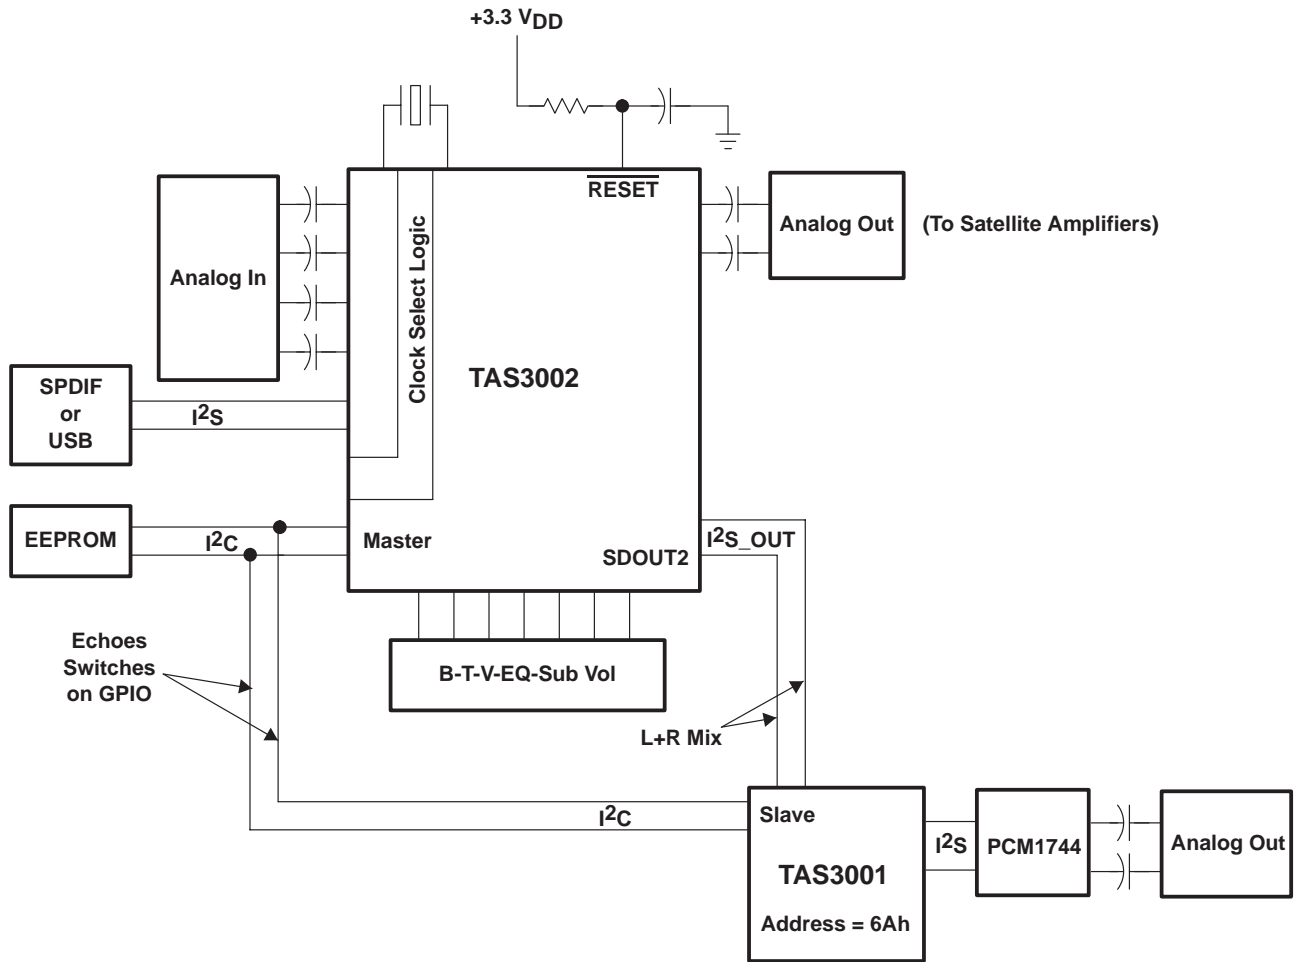 +3.3 VDD
RESET
Analog In
Clock Select Logic
Analog Out
(To Satellite Amplifiers)
TAS3002
SPDIF
or
USB
I2S
EEPROM
I2C
Master
I2S_OUT
SDOUT2
Echoes
Switches
on GPIO
B-T-V-EQ-Sub Vol
L+R Mix
I2C
Slave
TAS3001
Address = 6Ah
I2S
PCM1744
Analog Out